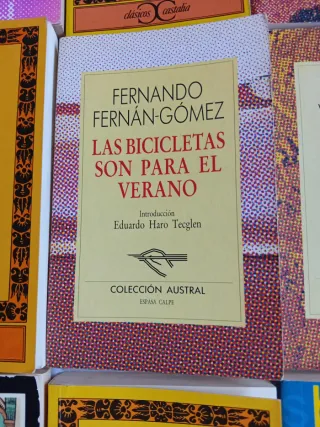 clásicos castalia
FERNANDO
FERNÁN-GÓMEZ
LAS BICICLETAS
SON PARA EL
VERANO
Introducción
Eduardo Haro Tecglen
COLECCIÓN AUSTRAL
ESPASA CALPE